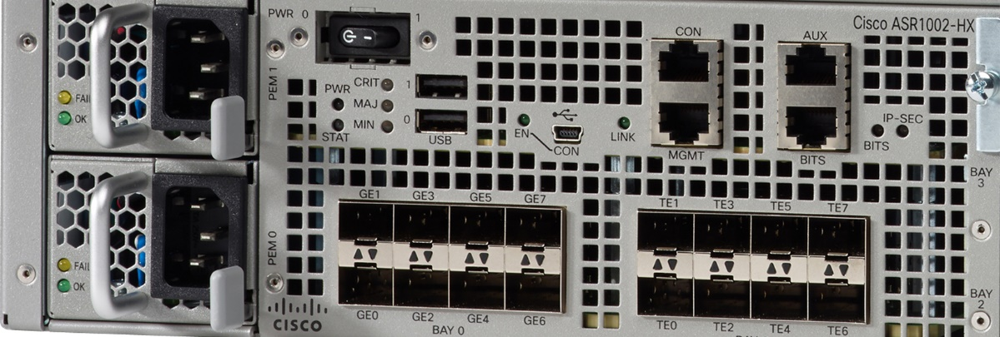 PWR 0 1
Cisco ASR1002-HX
CON
AUX
PEM 1
CRIT
1
PWR
MAJ
MIN
0
STAT
USB
FAIL
OK
EN
CON
LINK
MGMT
IP-SEC
BITS
BITS
BAY
3
GE1 GE3 GE5 GE7
TE1 TE3 TE5 TE7
PEM 0
FAIL
OK
CISCO
GE0 GE2 GE4 GE6
BAY 0
TE0 TE2 TE4 TE6
BAY
2